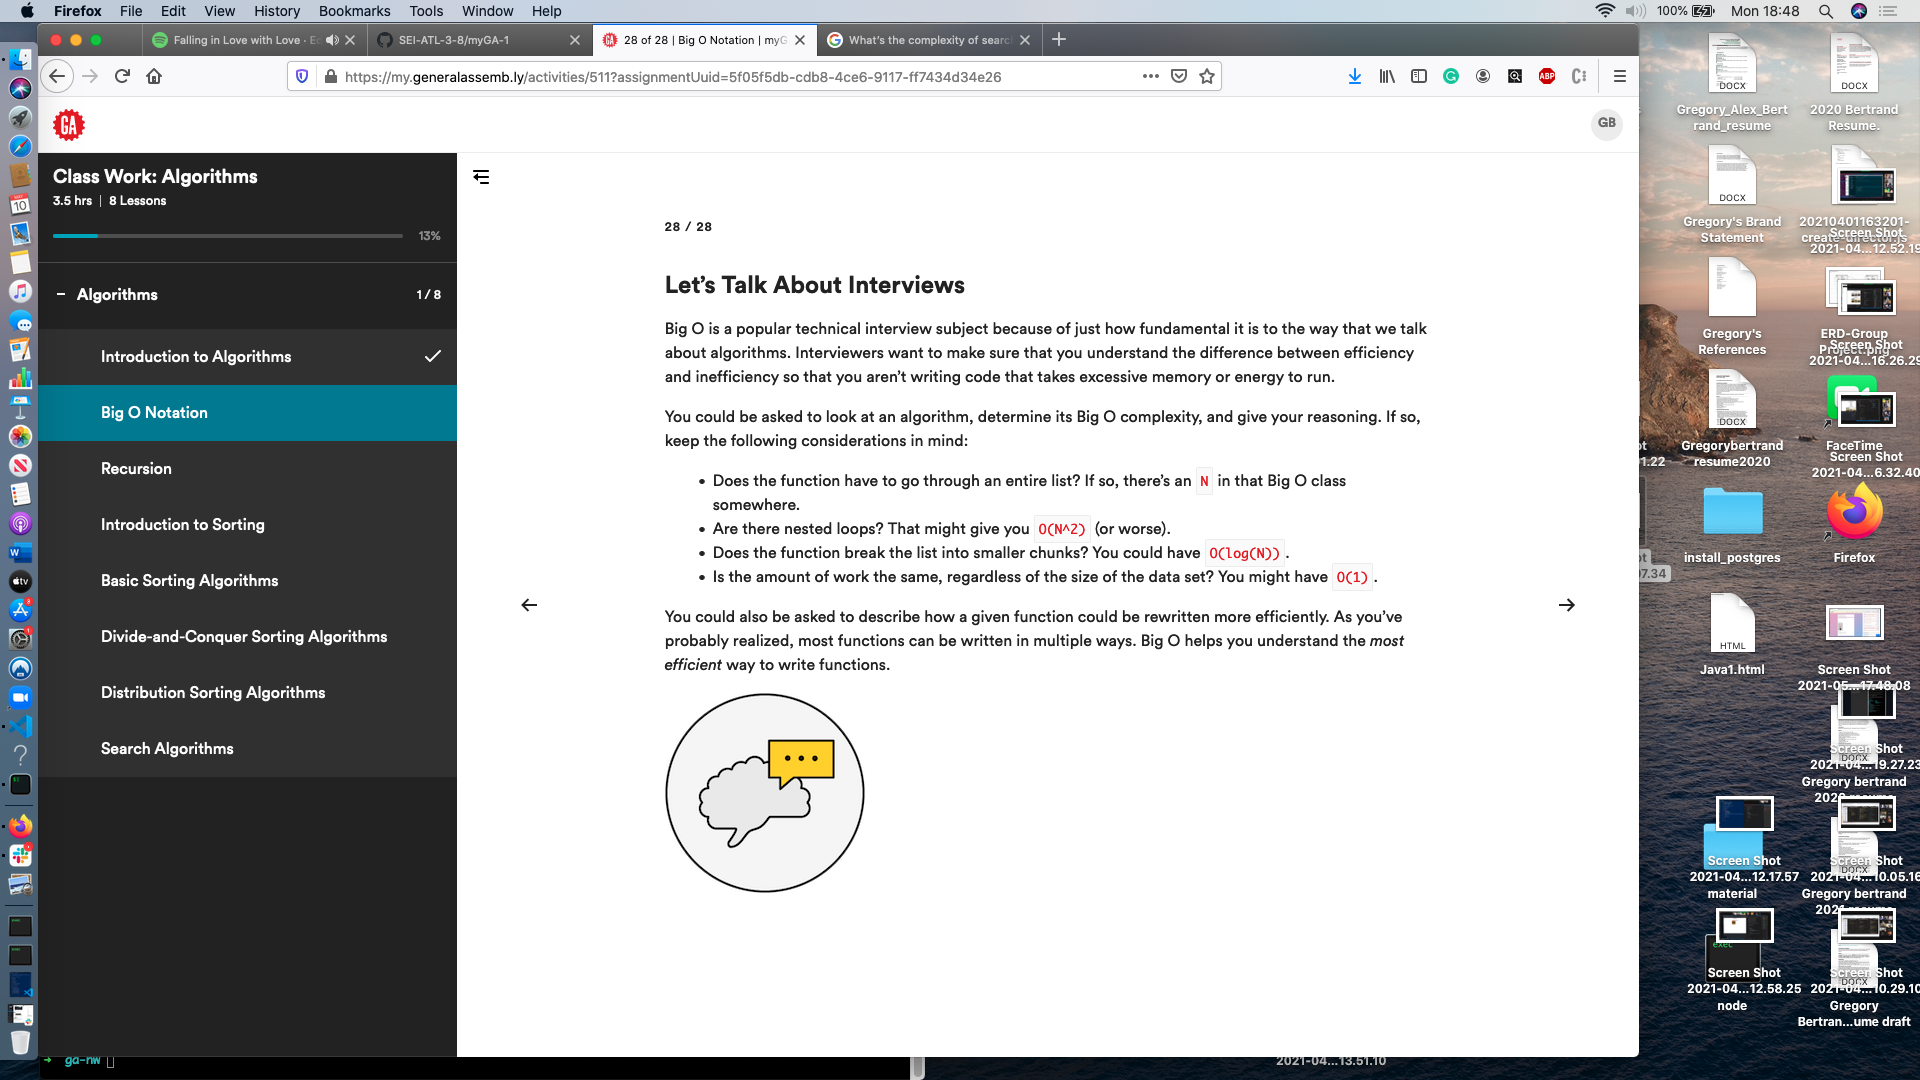 Firefox File Edit View History Bookmarks Tools Window Help
100% Mon 18:48
Falling in Love with Love · Ec
SEI-ATL-3-8/myGA-1
28 of 28 | Big O Notation | myG
What's the complexity of searc
https://my.generalassemb.ly/activities/511?assignmentUuid=5f05f5db-cdb8-4ce6-9117-ff7434d34e26
ABP
GA
GB
Class Work: Algorithms
3.5 hrs | 8 Lessons
13%
Algorithms 1 / 8
Introduction to Algorithms
Big O Notation
Recursion
Introduction to Sorting
Basic Sorting Algorithms
Divide-and-Conquer Sorting Algorithms
Distribution Sorting Algorithms
Search Algorithms
28 / 28
Let's Talk About Interviews
Big O is a popular technical interview subject because of just how fundamental it is to the way that we talk
about algorithms. Interviewers want to make sure that you understand the difference between efficiency
and inefficiency so that you aren't writing code that takes excessive memory or energy to run.
You could be asked to look at an algorithm, determine its Big O complexity, and give your reasoning. If so,
keep the following considerations in mind:
• Does the function have to go through an entire list? If so, there's an N in that Big O class
somewhere.
• Are there nested loops? That might give you O(N^2) (or worse).
• Does the function break the list into smaller chunks? You could have O(log(N)).
• Is the amount of work the same, regardless of the size of the data set? You might have O(1).
You could also be asked to describe how a given function could be rewritten more efficiently. As you've
probably realized, most functions can be written in multiple ways. Big O helps you understand the most
efficient way to write functions.
DOCX
Gregory_Alex_Bert
rand_resume
DOCX
2020 Bertrand
Resume.
DOCX
Gregory's Brand
Statement
20210401163201-
create-director.js
Screen Shot
2021-04...12.52.19
Gregory's
References
ERD-Group
Project.png
Screen Shot
2021-04...16.26.29
DOCX
Gregorybertrand
resume2020
FaceTime
Screen Shot
2021-04...6.32.40
install_postgres
Firefox
HTML
Java1.html
Screen Shot
2021-05...17.48.08
Screen Shot
2021-04...19.27.23
Gregory bertrand
Screen Shot
2021-04...12.17.57
material
Screen Shot
2021-04...10.05.16
Gregory bertrand
exec
Screen Shot
2021-04...12.58.25
node
Screen Shot
2021-04...10.29.10
Gregory
Bertran...ume draft
ga-hw
2021-04...13.51.10